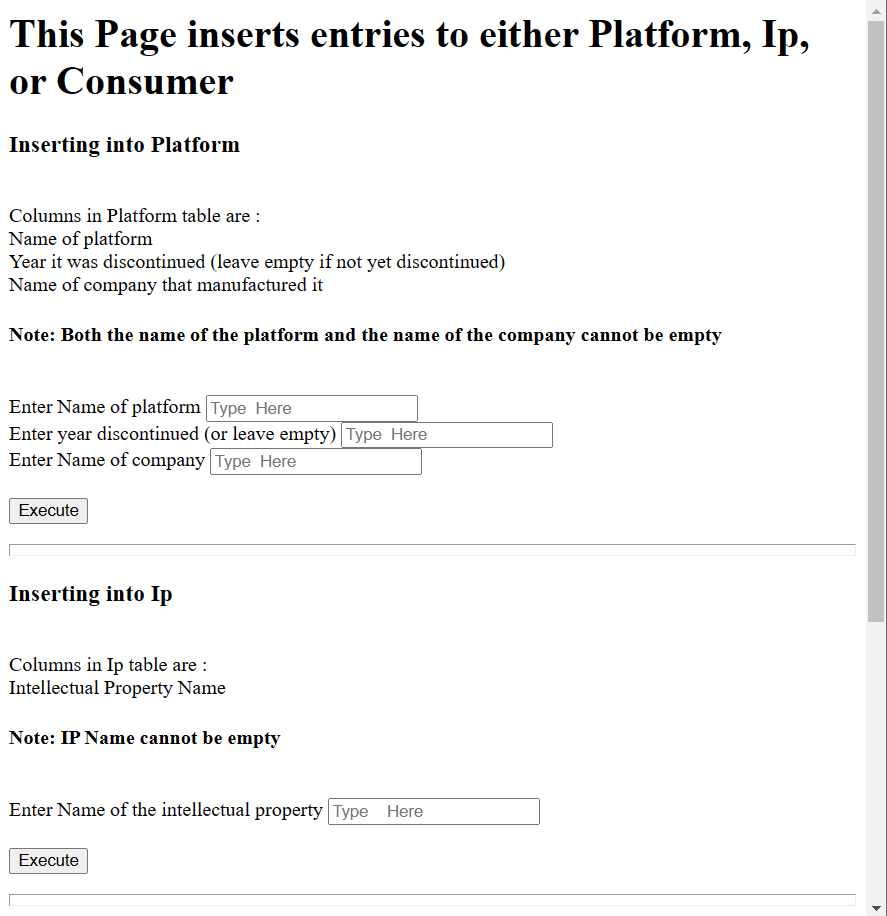 This Page inserts entries to either Platform, Ip,
or Consumer
Inserting into Platform
Columns in Platform table are :
Name of platform
Year it was discontinued (leave empty if not yet discontinued)
Name of company that manufactured it
Note: Both the name of the platform and the name of the company cannot be empty
Enter Name of platform Type  Here
Enter year discontinued (or leave empty) Type  Here
Enter Name of company Type  Here
Execute
Inserting into Ip
Columns in Ip table are :
Intellectual Property Name
Note: IP Name cannot be empty
Enter Name of the intellectual property Type    Here
Execute